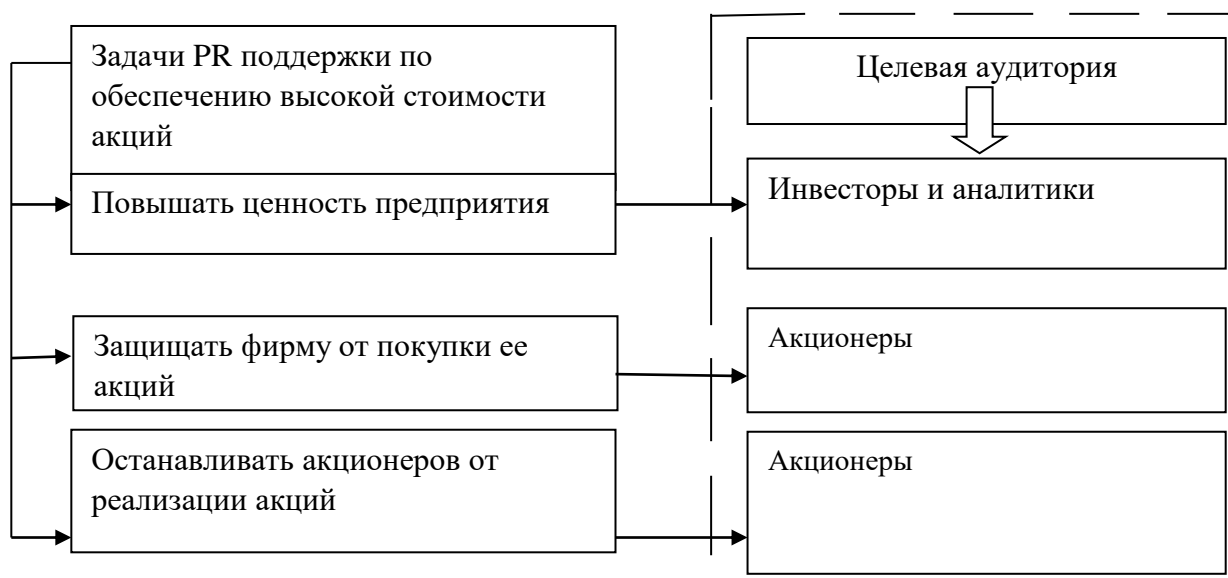 Задачи PR поддержки по
обеспечению высокой стоимости
акций
Целевая аудитория
Повышать ценность предприятия
Инвесторы и аналитики
Защищать фирму от покупки ее
акций
Акционеры
Останавливать акционеров от
реализации акций
Акционеры